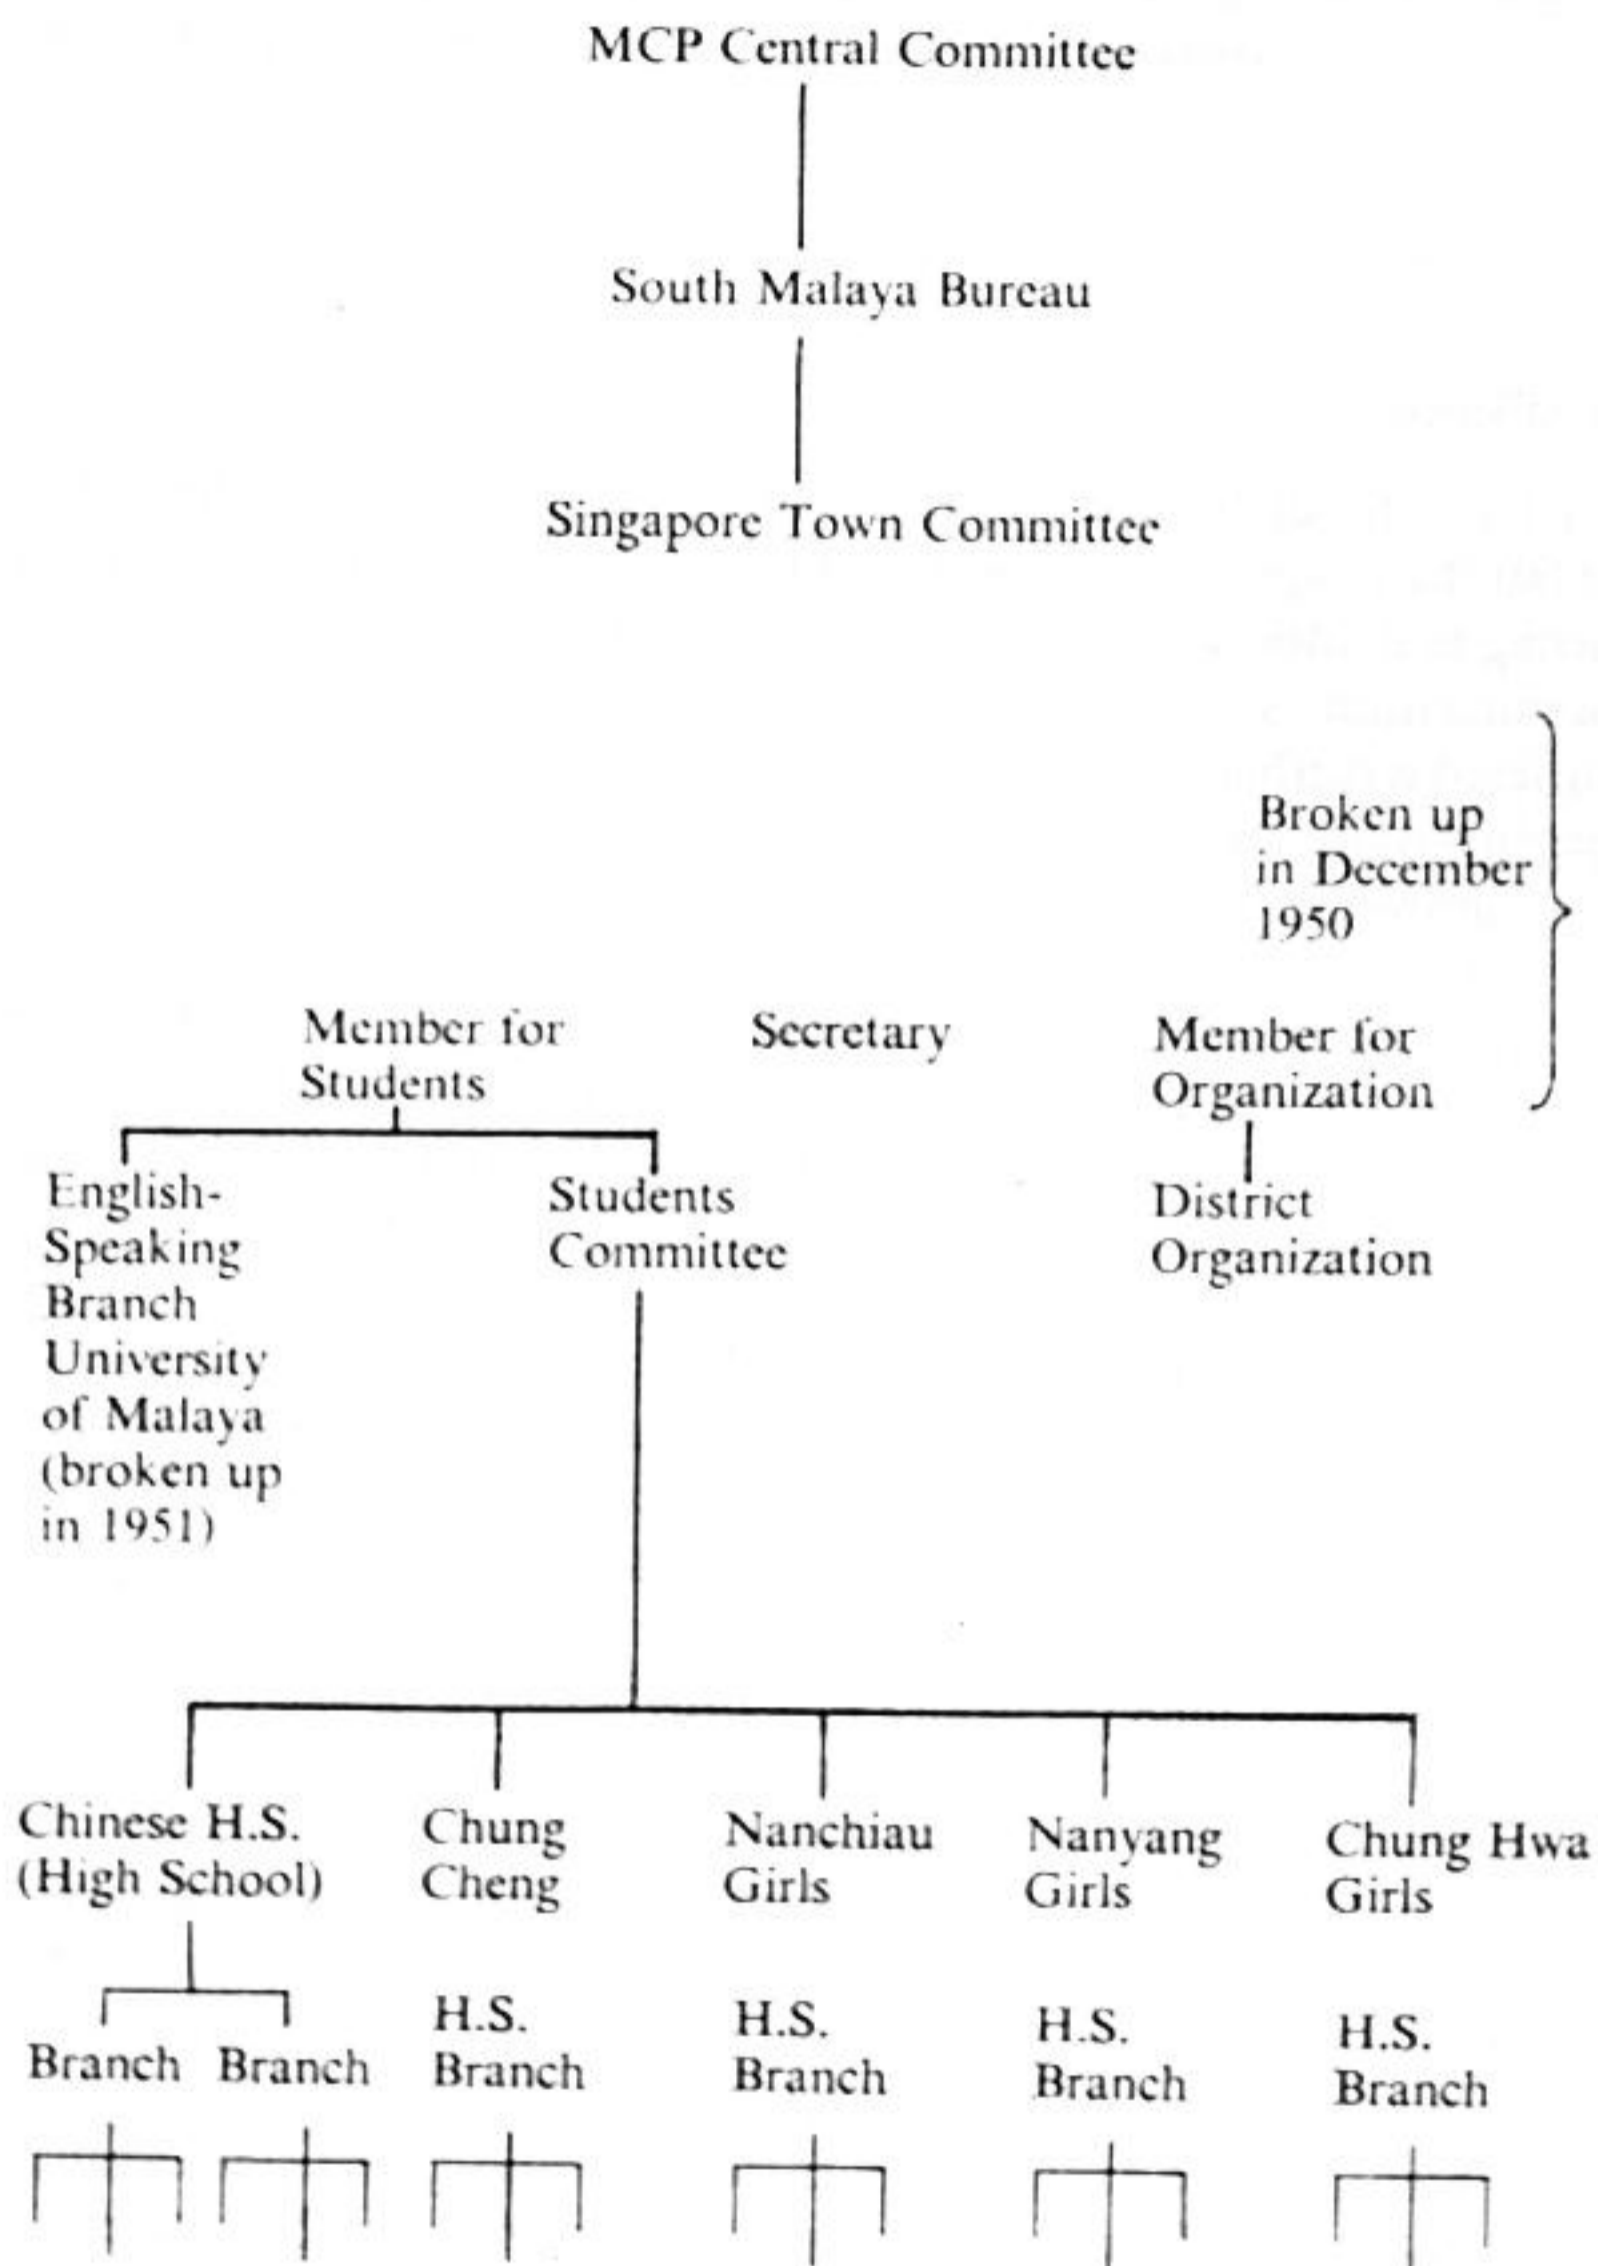 MCP Central Committee
South Malaya Bureau
Singapore Town Committee
Broken up
in December
1950
Member for
Students
Secretary
Member for
Organization
English-
Speaking
Branch
University
of Malaya
(broken up
in 1951)
Students
Committee
District
Organization
Chinese H.S.
(High School)
Chung
Cheng
Nanchiau
Girls
Nanyang
Girls
Chung Hwa
Girls
Branch
Branch
H.S.
Branch
H.S.
Branch
H.S.
Branch
H.S.
Branch